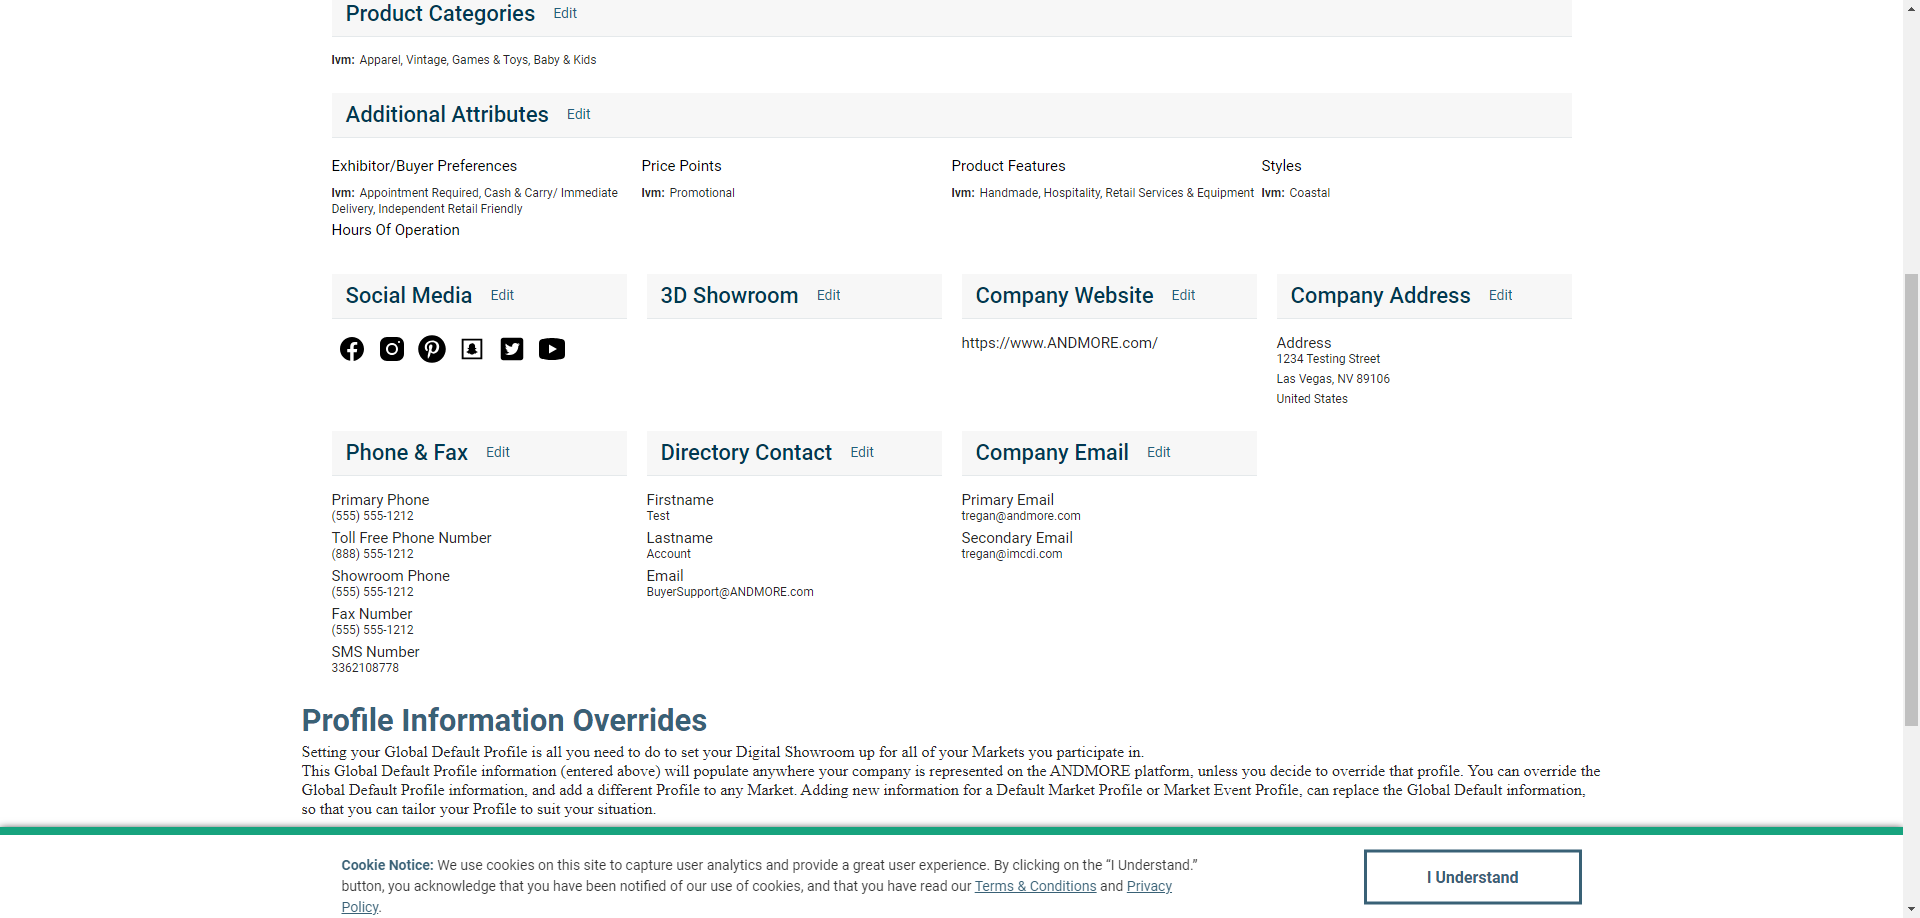 Product Categories Edit
lvm: Apparel, Vintage, Games & Toys, Baby & Kids
Additional Attributes Edit
Exhibitor/Buyer Preferences
lvm: Appointment Required, Cash & Carry/ Immediate
Delivery, Independent Retail Friendly
Price Points
lvm: Promotional
Product Features
lvm: Handmade, Hospitality, Retail Services & Equipment
Styles
lvm: Coastal
Hours Of Operation
Social Media Edit
3D Showroom Edit
Company Website Edit
https://www.ANDMORE.com/
Company Address Edit
Address
1234 Testing Street
Las Vegas, NV 89106
United States
Phone & Fax Edit
Primary Phone
(555) 555-1212
Toll Free Phone Number
(888) 555-1212
Showroom Phone
(555) 555-1212
Fax Number
(555) 555-1212
SMS Number
3362108778
Directory Contact Edit
Firstname
Test
Lastname
Account
Email
BuyerSupport@ANDMORE.com
Company Email Edit
Primary Email
tregan@andmore.com
Secondary Email
tregan@imcdi.com
Profile Information Overrides
Setting your Global Default Profile is all you need to do to set your Digital Showroom up for all of your Markets you participate in.
This Global Default Profile information (entered above) will populate anywhere your company is represented on the ANDMORE platform, unless you decide to override that profile. You can override the
Global Default Profile information, and add a different Profile to any Market. Adding new information for a Default Market Profile or Market Event Profile, can replace the Global Default information,
so that you can tailor your Profile to suit your situation.
Cookie Notice: We use cookies on this site to capture user analytics and provide a great user experience. By clicking on the “I Understand.”
button, you acknowledge that you have been notified of our use of cookies, and that you have read our Terms & Conditions and Privacy
Policy.
I Understand